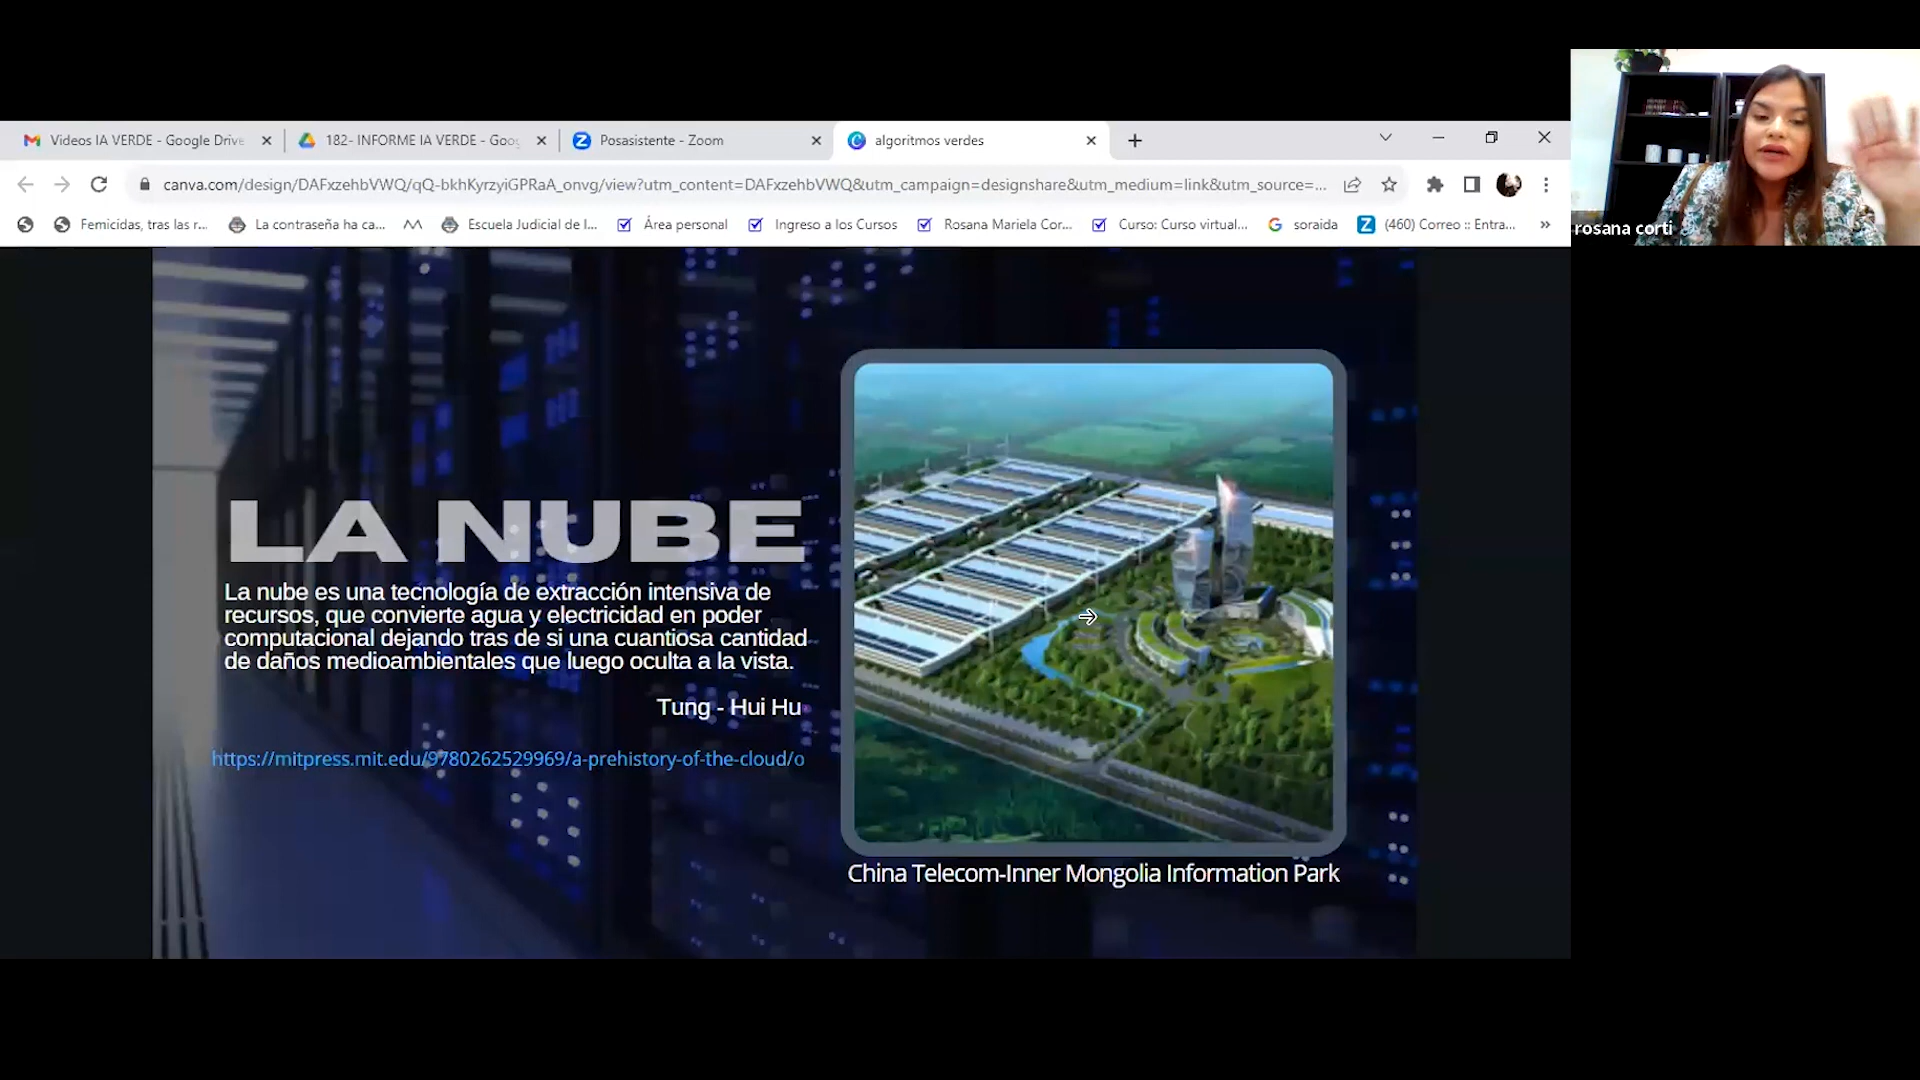 Videos IA VERDE - Google Drive
182- INFORME IA VERDE - Goog
Posasistente - Zoom
algoritmos verdes
canva.com/design/DAFxzehbVWQ/qQ-bkhKyrzyiGPRaA_onvg/view?utm_content=DAFxzehbVWQ&utm_campaign=designshare&utm_medium=link&utm_source=...
Femicidas, tras las r...
La contraseña ha ca...
Escuela Judicial de l...
Área personal
Ingreso a los Cursos
Rosana Mariela Cor...
Curso: Curso virtual...
soraida
(460) Correo :: Entra...
rosana corti
LA NUBE
La nube es una tecnología de extracción intensiva de
recursos, que convierte agua y electricidad en poder
computacional dejando tras de si una cuantiosa cantidad
de daños medioambientales que luego oculta a la vista.
Tung - Hui Hu
https://mitpress.mit.edu/9780262529969/a-prehistory-of-the-cloud/o
China Telecom-Inner Mongolia Information Park